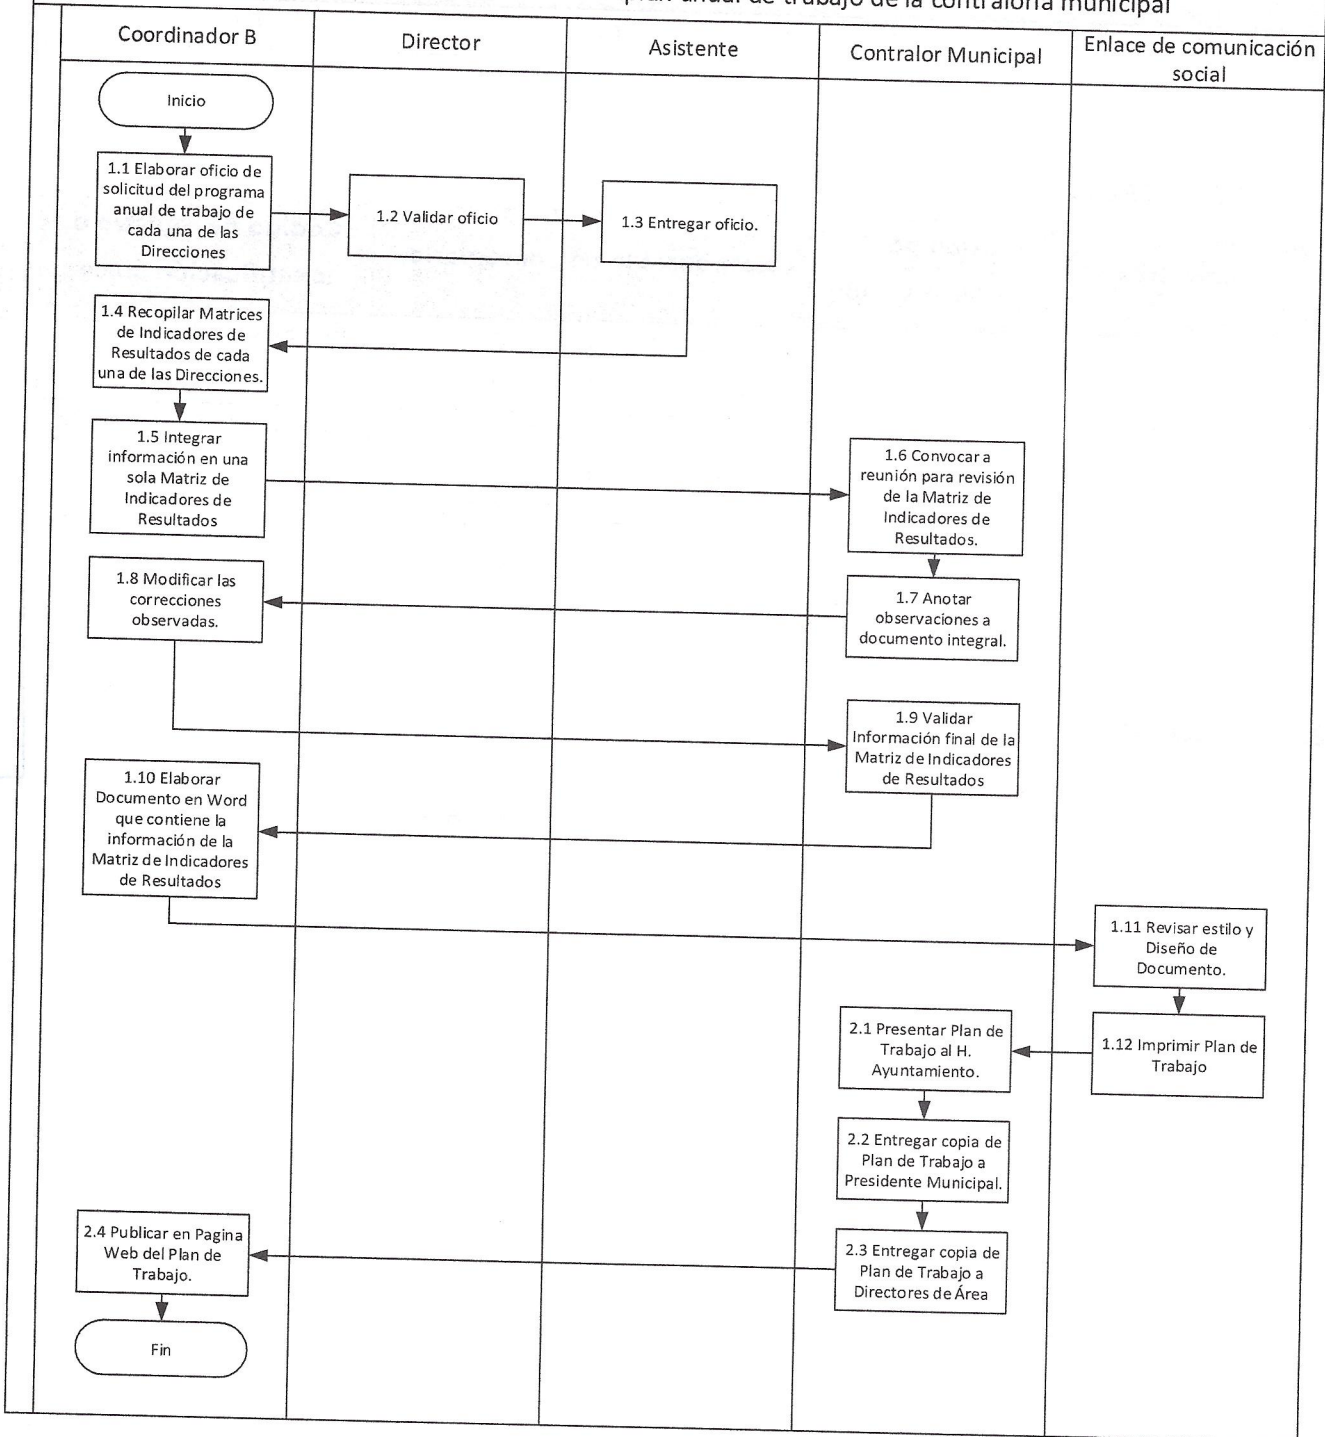 plan anual de trabajo de la contraloría municipal
Coordinador B
Director
Asistente
Contralor Municipal
Enlace de comunicación
social
Inicio
1.1 Elaborar oficio de
solicitud del programa
anual de trabajo de
cada una de las
Direcciones
1.2 Validar oficio
1.3 Entregar oficio.
1.4 Recopilar Matrices
de Indicadores de
Resultados de cada
una de las Direcciones.
1.5 Integrar
información en una
sola Matriz de
Indicadores de
Resultados
1.6 Convocar a
reunión para revisión
de la Matriz de
Indicadores de
Resultados.
1.7 Anotar
observaciones a
documento integral.
1.8 Modificar las
correcciones
observadas.
1.9 Validar
Información final de la
Matriz de Indicadores
de Resultados
1.10 Elaborar
Documento en Word
que contiene la
información de la
Matriz de Indicadores
de Resultados
1.11 Revisar estilo y
Diseño de
Documento.
1.12 Imprimir Plan de
Trabajo
2.1 Presentar Plan de
Trabajo al H.
Ayuntamiento.
2.2 Entregar copia de
Plan de Trabajo a
Presidente Municipal.
2.3 Entregar copia de
Plan de Trabajo a
Directores de Área
2.4 Publicar en Pagina
Web del Plan de
Trabajo.
Fin